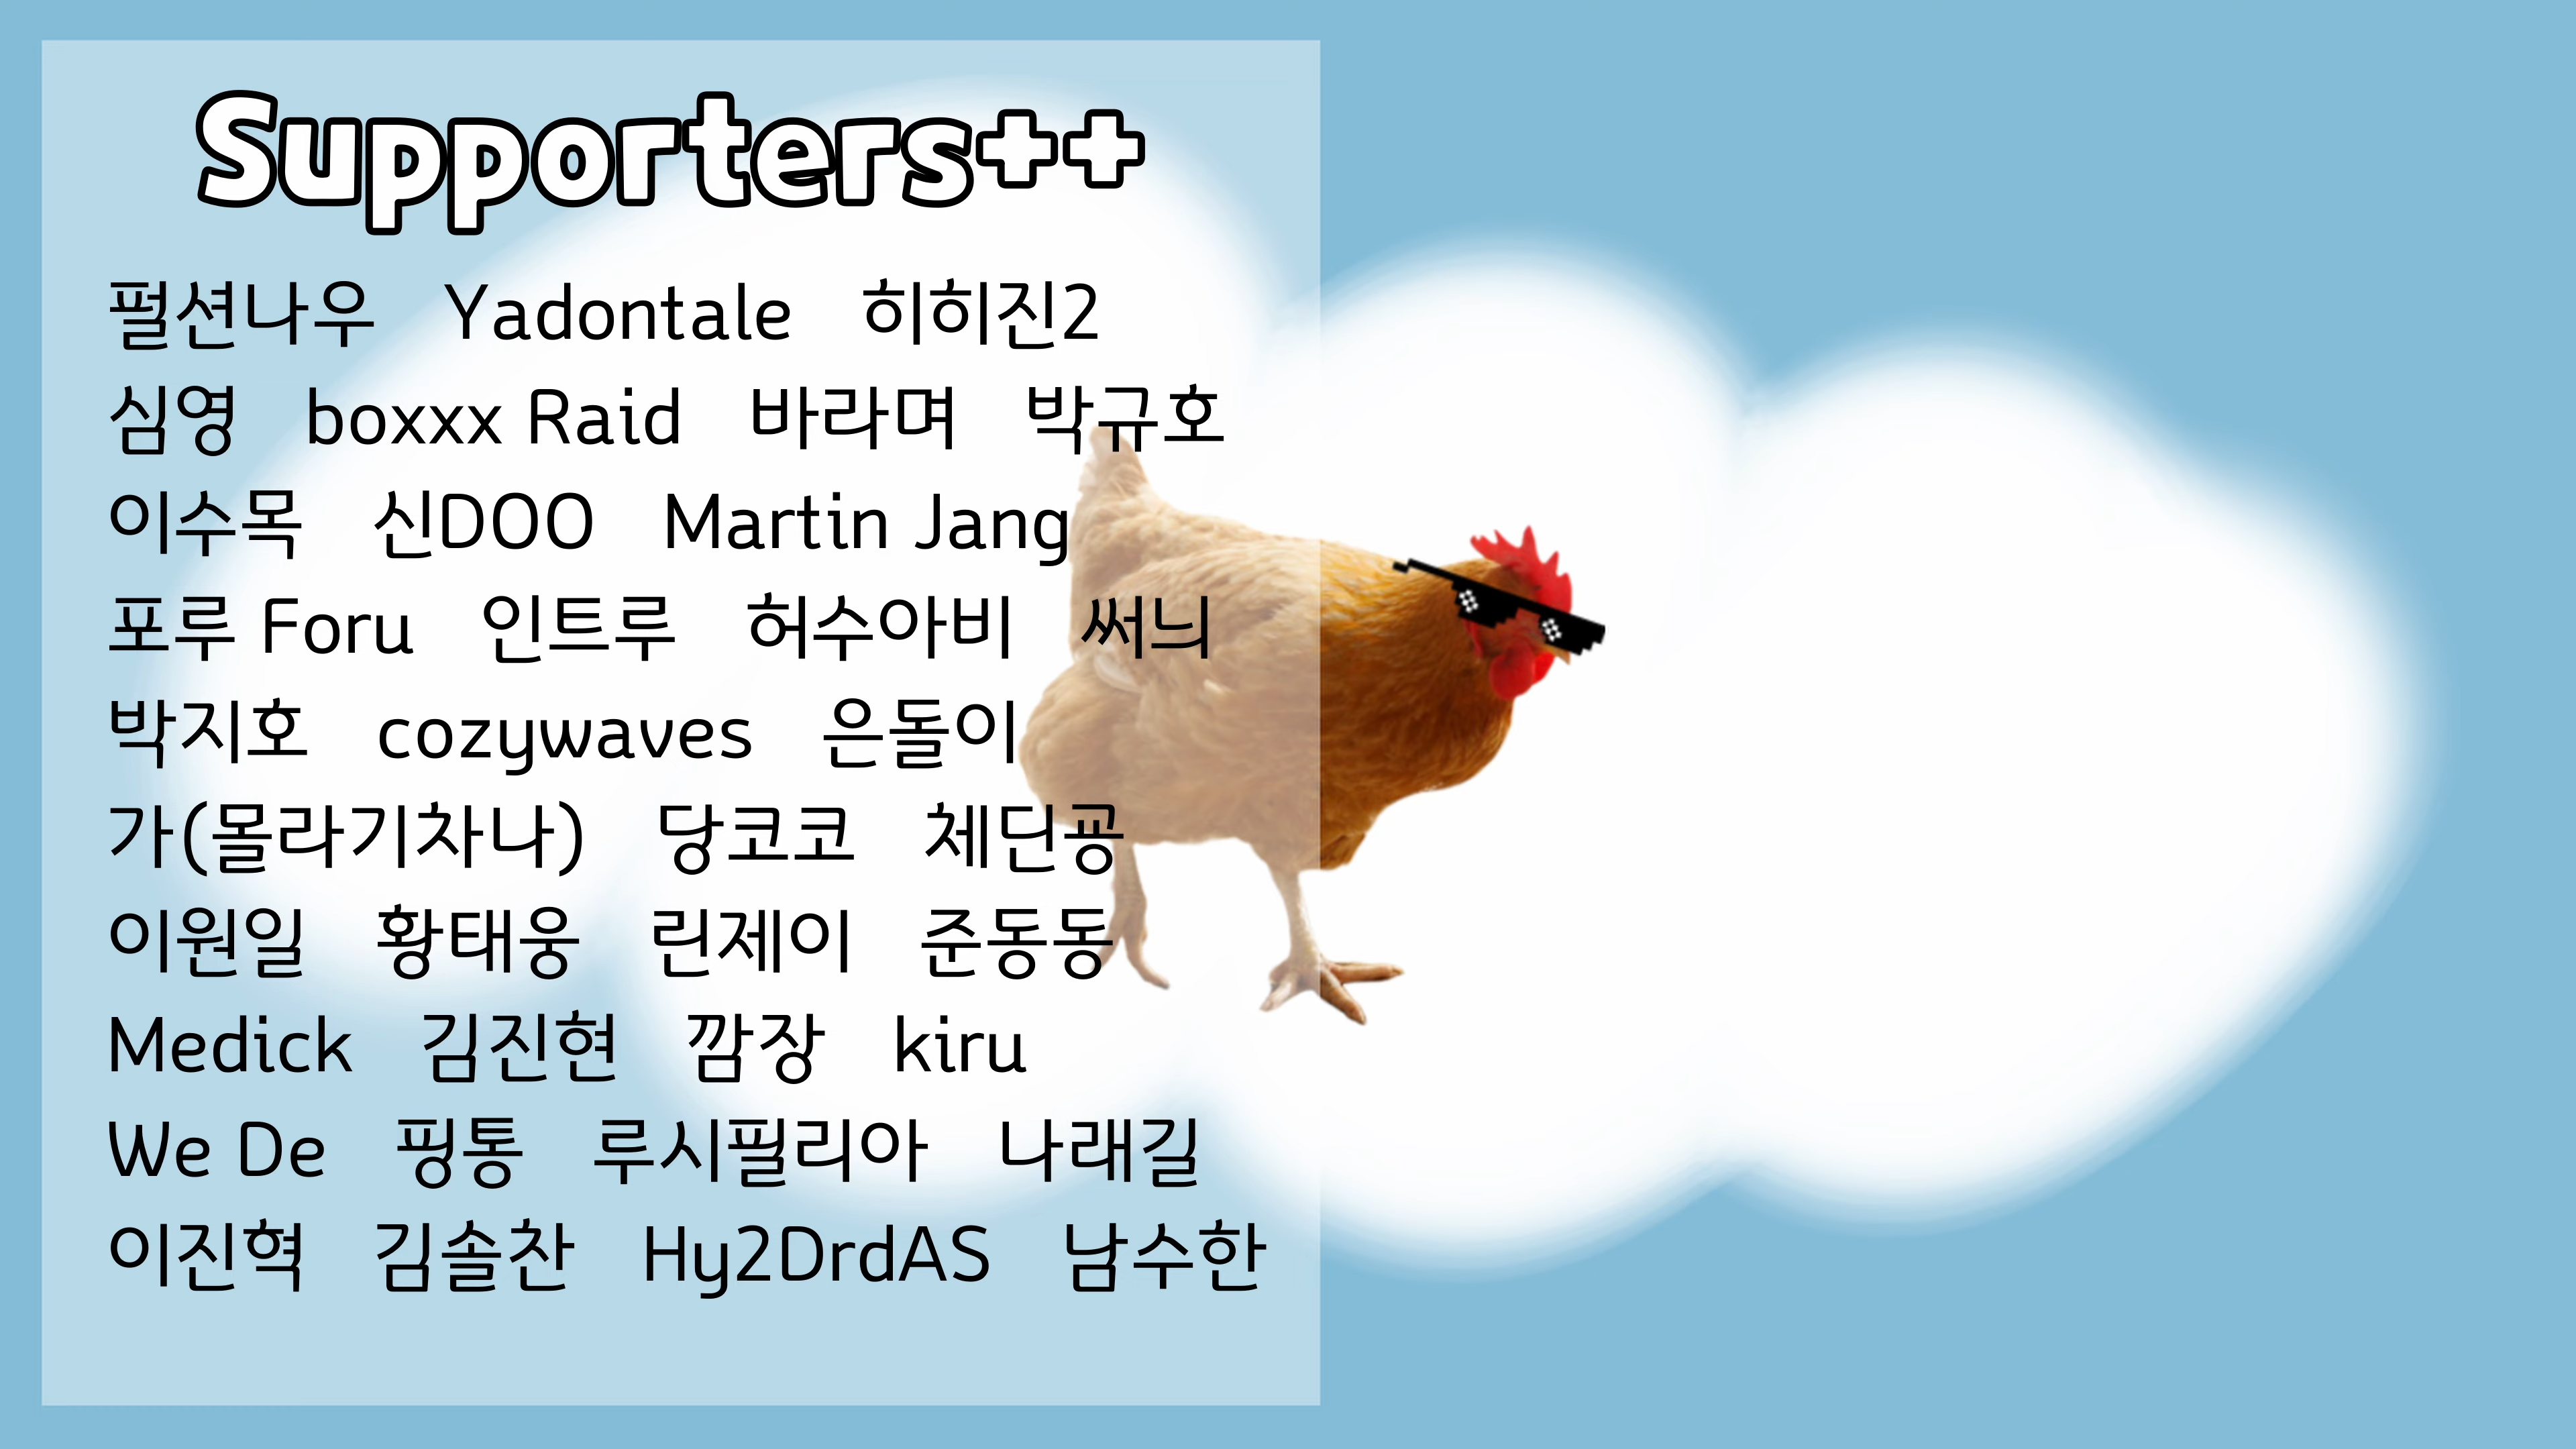 Supporters++
펄션나우 Yadontale 히히진2
심영 boxxx Raid 바라며 박규호
이수목 신DOO Martin Jang
포루 Foru 인트루 허수아비 써늬
박지호 cozywaves 은돌이
가(몰라기차나) 당코코 체딘굥
이원일 황태웅 린제이 준동동
Medick 김진현 깜장 kiru
We De 핑통 루시필리아 나래길
이진혁 김솔찬 Hy2DrdAS 남수한